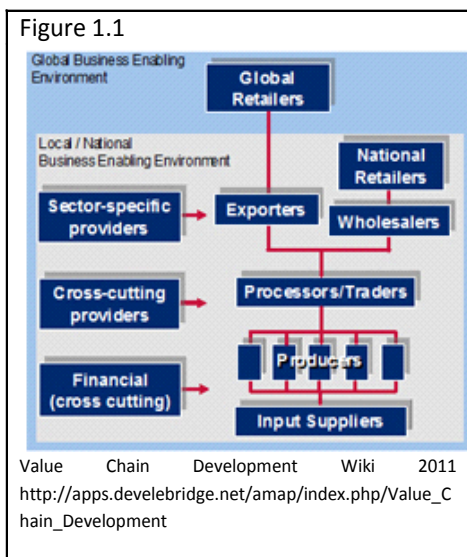 Figure 1.1
Global Business Enabling
Environment
Global
Retailers
Local / National
Business Enabling Environment
National
Retailers
Sector-specific
providers
Exporters
Wholesalers
Cross-cutting
providers
Processors/Traders
Producers
Financial
(cross cutting)
Input Suppliers
Value Chain Development Wiki 2011
http://apps.develebridge.net/amap/index.php/Value_C
hain_Development